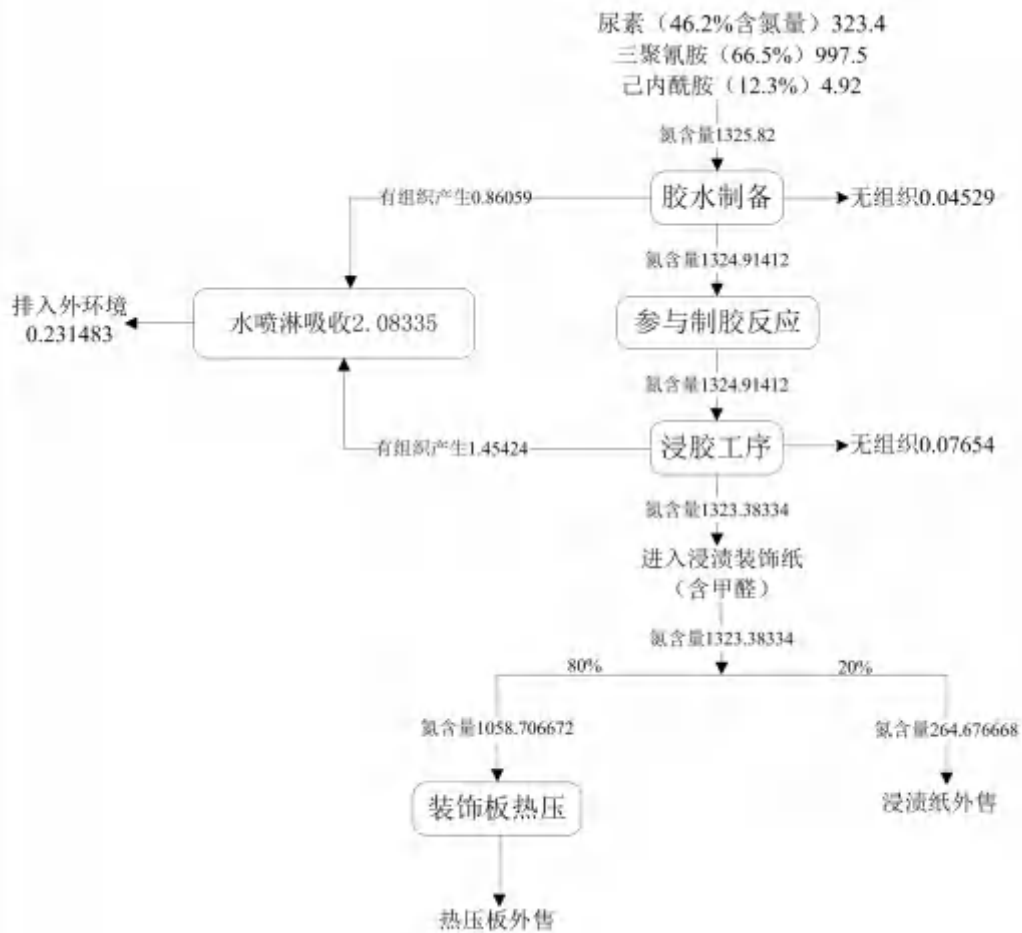 尿素（46.2%含氮量）323.4
三聚氰胺（66.5%）997.5
己内酰胺（12.3%）4.92
氮含量1325.82
有组织产生0.86059
胶水制备
无组织0.04529
氮含量1324.91412
排入外环境
0.231483
水喷淋吸收2.08335
参与制胶反应
氮含量1324.91412
有组织产生1.45424
浸胶工序
无组织0.07654
氮含量1323.38334
进入浸渍装饰纸
（含甲醛）
氮含量1323.38334
80%
20%
氮含量1058.706672
氮含量264.676668
装饰板热压
浸渍纸外售
热压板外售